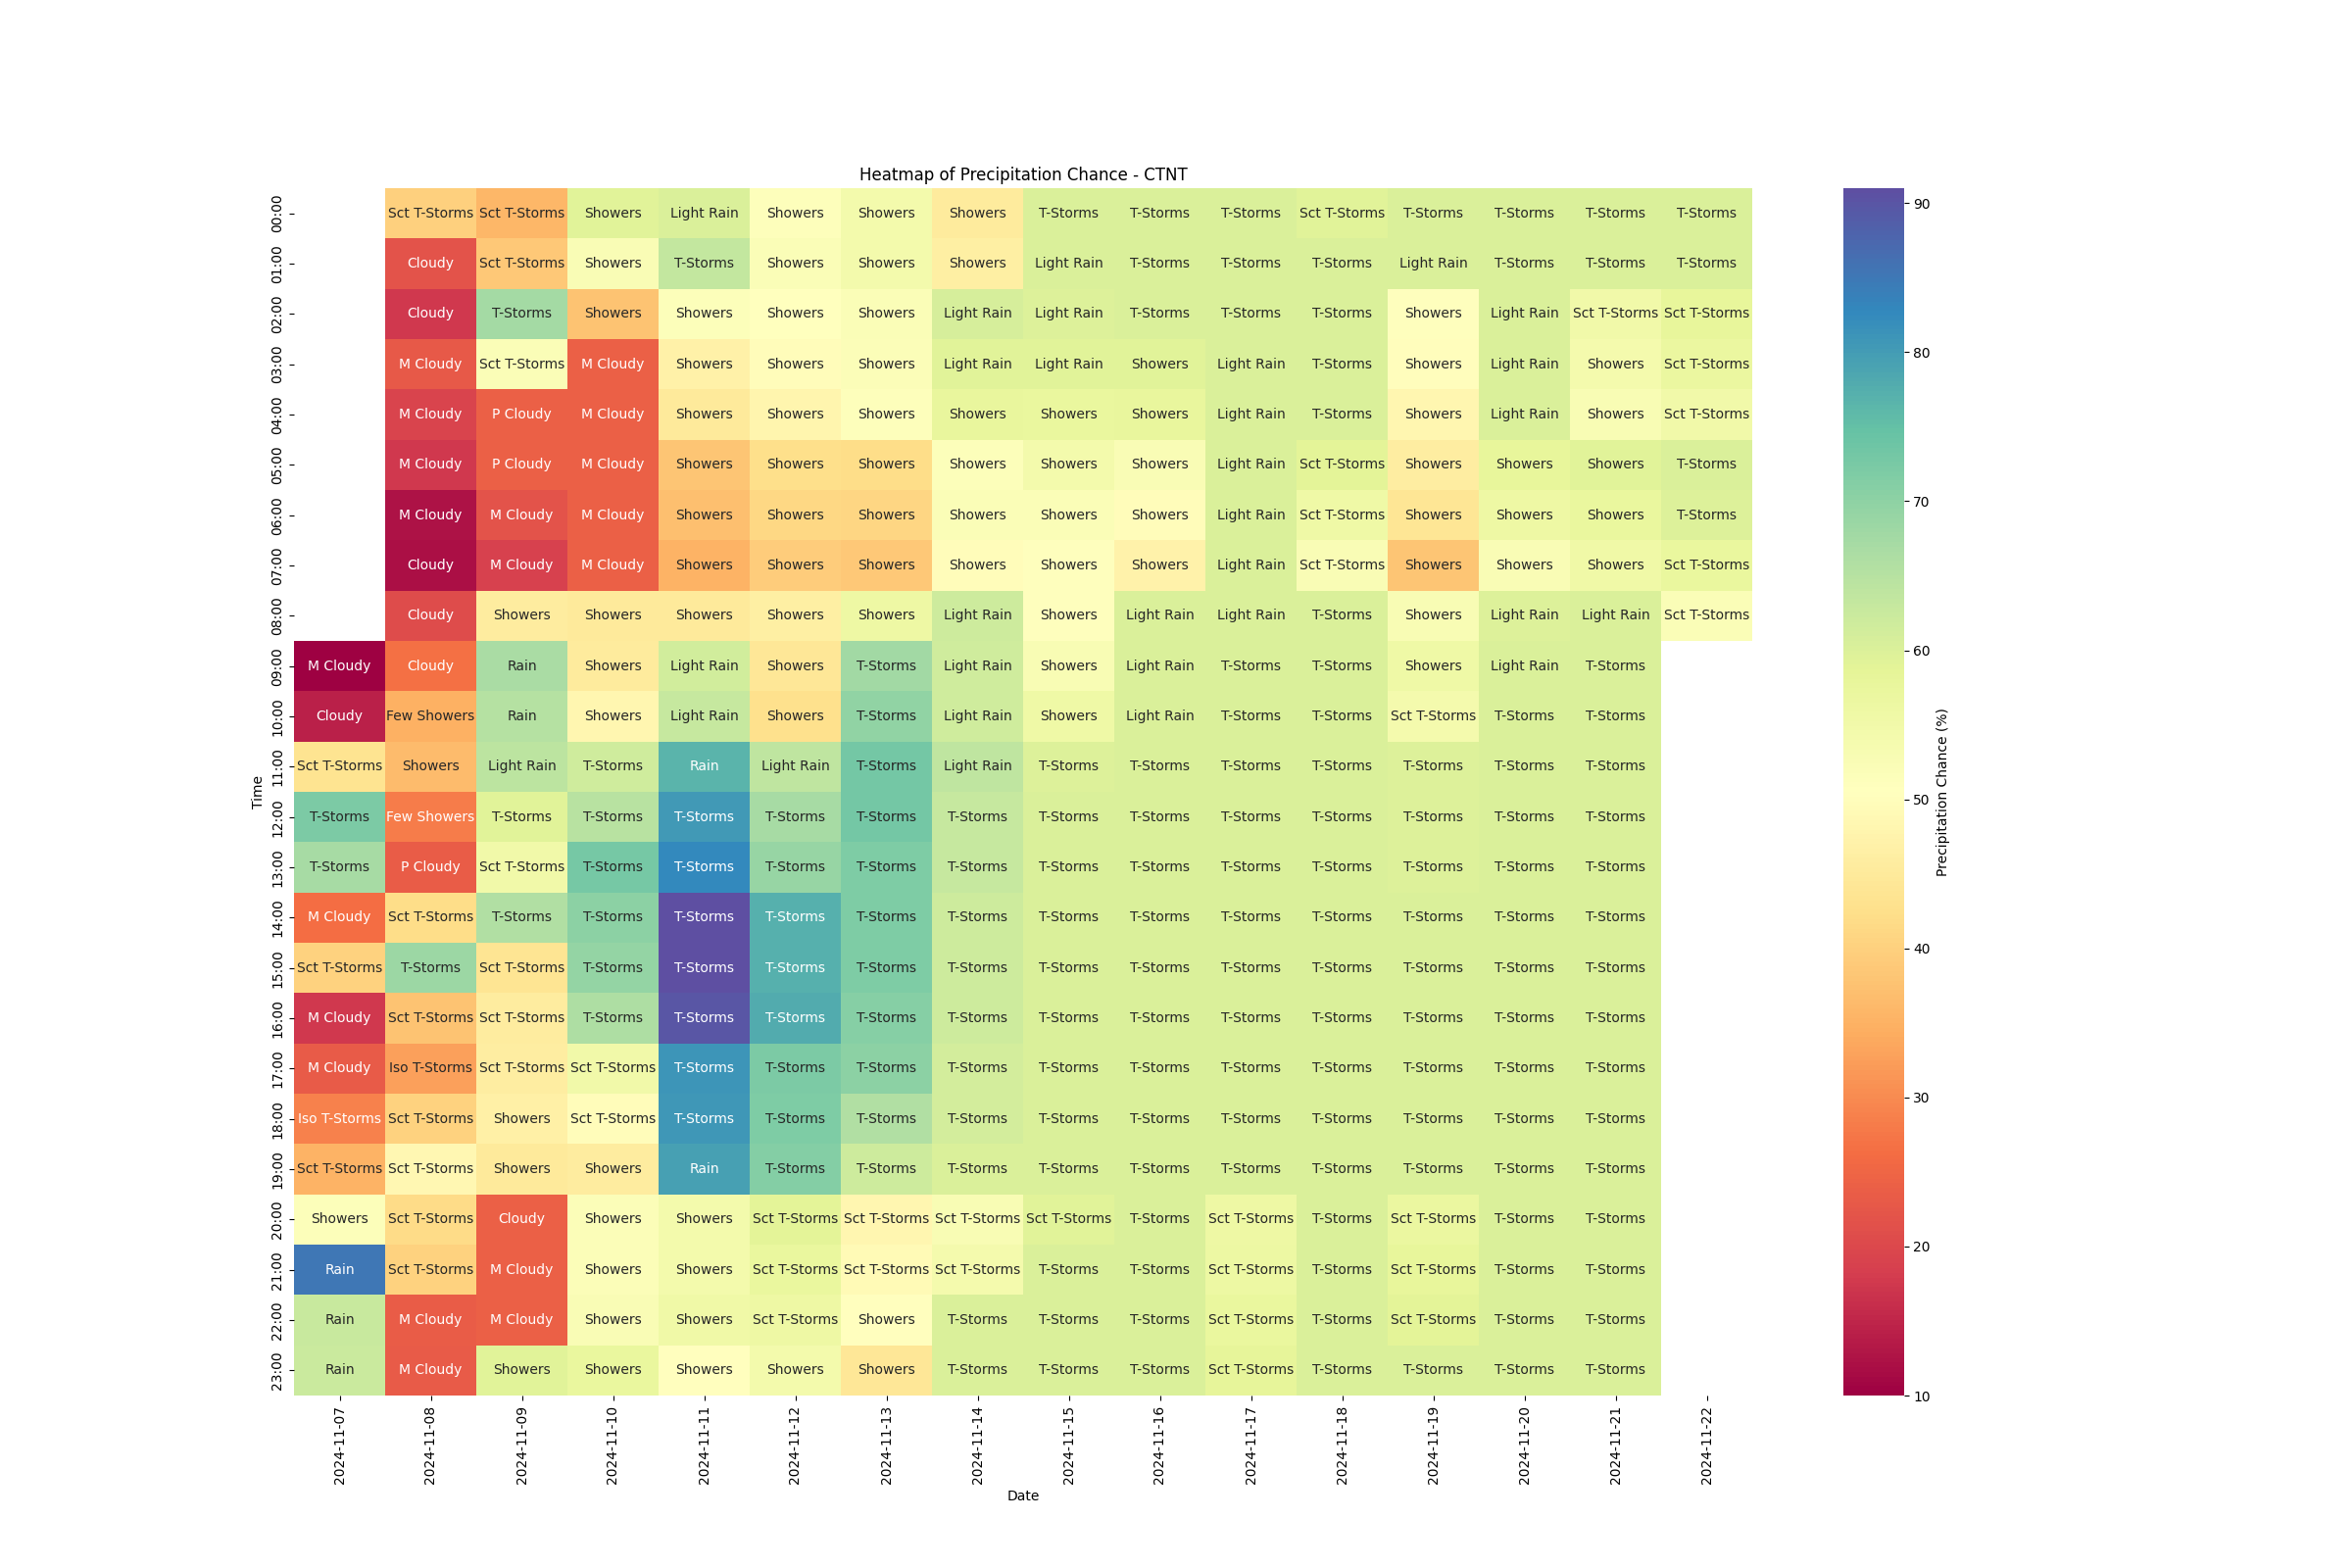 Heatmap of Precipitation Chance - CTNT
00:00 Sct T-Storms Sct T-Storms Showers Light Rain Showers Showers Showers T-Storms T-Storms T-Storms Sct T-Storms T-Storms T-Storms T-Storms T-Storms
01:00 Cloudy Sct T-Storms Showers T-Storms Showers Showers Showers Light Rain T-Storms T-Storms T-Storms Light Rain T-Storms T-Storms T-Storms
02:00 Cloudy T-Storms Showers Showers Showers Showers Light Rain Light Rain T-Storms T-Storms T-Storms Showers Light Rain Sct T-Storms Sct T-Storms
03:00 M Cloudy Sct T-Storms M Cloudy Showers Showers Showers Light Rain Light Rain Showers Light Rain T-Storms Showers Light Rain Showers Sct T-Storms
04:00 M Cloudy P Cloudy M Cloudy Showers Showers Showers Showers Showers Showers Light Rain T-Storms Showers Light Rain Showers Sct T-Storms
05:00 M Cloudy P Cloudy M Cloudy Showers Showers Showers Showers Showers Showers Light Rain Sct T-Storms Showers Showers Showers T-Storms
06:00 M Cloudy M Cloudy M Cloudy Showers Showers Showers Showers Showers Showers Light Rain Sct T-Storms Showers Showers Showers T-Storms
07:00 Cloudy M Cloudy M Cloudy Showers Showers Showers Showers Showers Showers Light Rain Sct T-Storms Showers Showers Showers Sct T-Storms
08:00 Cloudy Showers Showers Showers Showers Showers Light Rain Showers Light Rain Light Rain T-Storms Showers Light Rain Light Rain Sct T-Storms
09:00 M Cloudy Cloudy Rain Showers Light Rain Showers T-Storms Light Rain Showers Light Rain T-Storms T-Storms Showers Light Rain T-Storms
10:00 Cloudy Few Showers Rain Showers Light Rain Showers T-Storms Light Rain Showers Light Rain T-Storms T-Storms Sct T-Storms T-Storms T-Storms
11:00 Sct T-Storms Showers Light Rain T-Storms Rain Light Rain T-Storms Light Rain T-Storms T-Storms T-Storms T-Storms T-Storms T-Storms T-Storms
12:00 T-Storms Few Showers T-Storms T-Storms T-Storms T-Storms T-Storms T-Storms T-Storms T-Storms T-Storms T-Storms T-Storms T-Storms T-Storms
13:00 T-Storms P Cloudy Sct T-Storms T-Storms T-Storms T-Storms T-Storms T-Storms T-Storms T-Storms T-Storms T-Storms T-Storms T-Storms T-Storms
14:00 M Cloudy Sct T-Storms T-Storms T-Storms T-Storms T-Storms T-Storms T-Storms T-Storms T-Storms T-Storms T-Storms T-Storms T-Storms T-Storms
15:00 Sct T-Storms T-Storms Sct T-Storms T-Storms T-Storms T-Storms T-Storms T-Storms T-Storms T-Storms T-Storms T-Storms T-Storms T-Storms T-Storms
16:00 M Cloudy Sct T-Storms Sct T-Storms T-Storms T-Storms T-Storms T-Storms T-Storms T-Storms T-Storms T-Storms T-Storms T-Storms T-Storms T-Storms
17:00 M Cloudy Iso T-Storms Sct T-Storms Sct T-Storms T-Storms T-Storms T-Storms T-Storms T-Storms T-Storms T-Storms T-Storms T-Storms T-Storms T-Storms
18:00 Iso T-Storms Sct T-Storms Showers Sct T-Storms T-Storms T-Storms T-Storms T-Storms T-Storms T-Storms T-Storms T-Storms T-Storms T-Storms T-Storms
19:00 Sct T-Storms Sct T-Storms Showers Showers Rain T-Storms T-Storms T-Storms T-Storms T-Storms T-Storms T-Storms T-Storms T-Storms T-Storms
20:00 Showers Sct T-Storms Cloudy Showers Showers Sct T-Storms Sct T-Storms Sct T-Storms Sct T-Storms T-Storms Sct T-Storms T-Storms Sct T-Storms T-Storms T-Storms
21:00 Rain Sct T-Storms M Cloudy Showers Showers Sct T-Storms Sct T-Storms Sct T-Storms T-Storms T-Storms Sct T-Storms T-Storms Sct T-Storms T-Storms T-Storms
22:00 Rain M Cloudy M Cloudy Showers Showers Sct T-Storms Showers T-Storms T-Storms T-Storms Sct T-Storms T-Storms Sct T-Storms T-Storms T-Storms
23:00 Rain M Cloudy Showers Showers Showers Showers Showers T-Storms T-Storms T-Storms Sct T-Storms T-Storms T-Storms T-Storms T-Storms
Time
2024-11-07 2024-11-08 2024-11-09 2024-11-10 2024-11-11 2024-11-12 2024-11-13 2024-11-14 2024-11-15 2024-11-16 2024-11-17 2024-11-18 2024-11-19 2024-11-20 2024-11-21 2024-11-22
Date
90
80
70
60
50
40
30
20
10
Precipitation Chance (%)